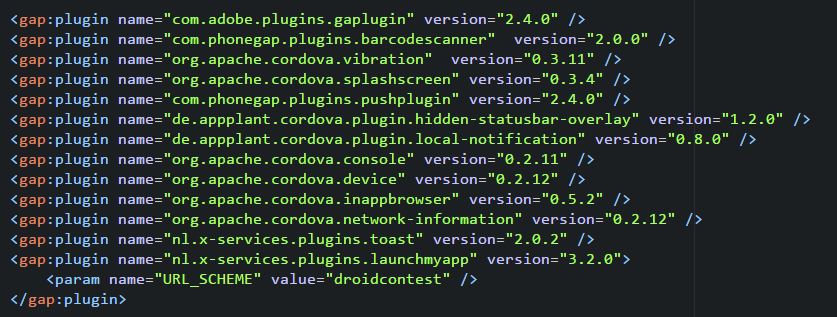 <gap:plugin name="com.adobe.plugins.gaplugin" version="2.4.0" />
<gap:plugin name="com.phonegap.plugins.barcodescanner"  version="2.0.0" />
<gap:plugin name="org.apache.cordova.vibration"  version="0.3.11" />
<gap:plugin name="org.apache.cordova.splashscreen" version="0.3.4" />
<gap:plugin name="com.phonegap.plugins.pushplugin" version="2.4.0" />
<gap:plugin name="de.appplant.cordova.plugin.hidden-statusbar-overlay" version="1.2.0" />
<gap:plugin name="de.appplant.cordova.plugin.local-notification" version="0.8.0" />
<gap:plugin name="org.apache.cordova.console" version="0.2.11" />
<gap:plugin name="org.apache.cordova.device" version="0.2.12" />
<gap:plugin name="org.apache.cordova.inappbrowser" version="0.5.2" />
<gap:plugin name="org.apache.cordova.network-information" version="0.2.12" />
<gap:plugin name="nl.x-services.plugins.toast" version="2.0.2" />
<gap:plugin name="nl.x-services.plugins.launchmyapp" version="3.2.0">
    <param name="URL_SCHEME" value="droidcontest" />
</gap:plugin>